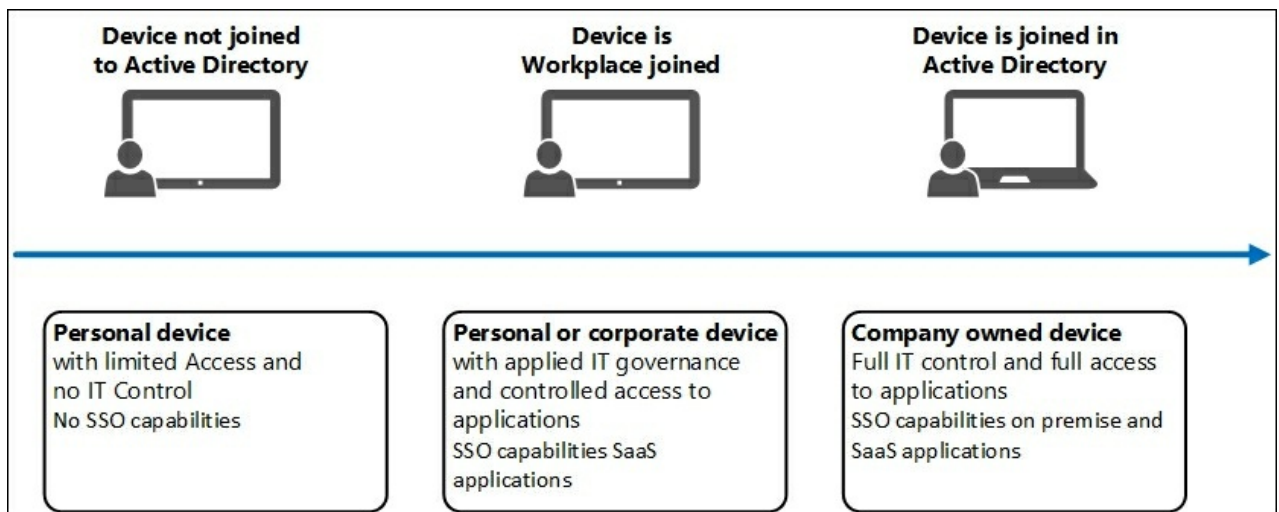 Device not joined
to Active Directory
Device is
Workplace joined
Device is joined in
Active Directory
Personal device
with limited Access and
no IT Control
No SSO capabilities
Personal or corporate device
with applied IT governance
and controlled access to
applications
SSO capabilities SaaS
applications
Company owned device
Full IT control and full access
to applications
SSO capabilities on premise and
SaaS applications